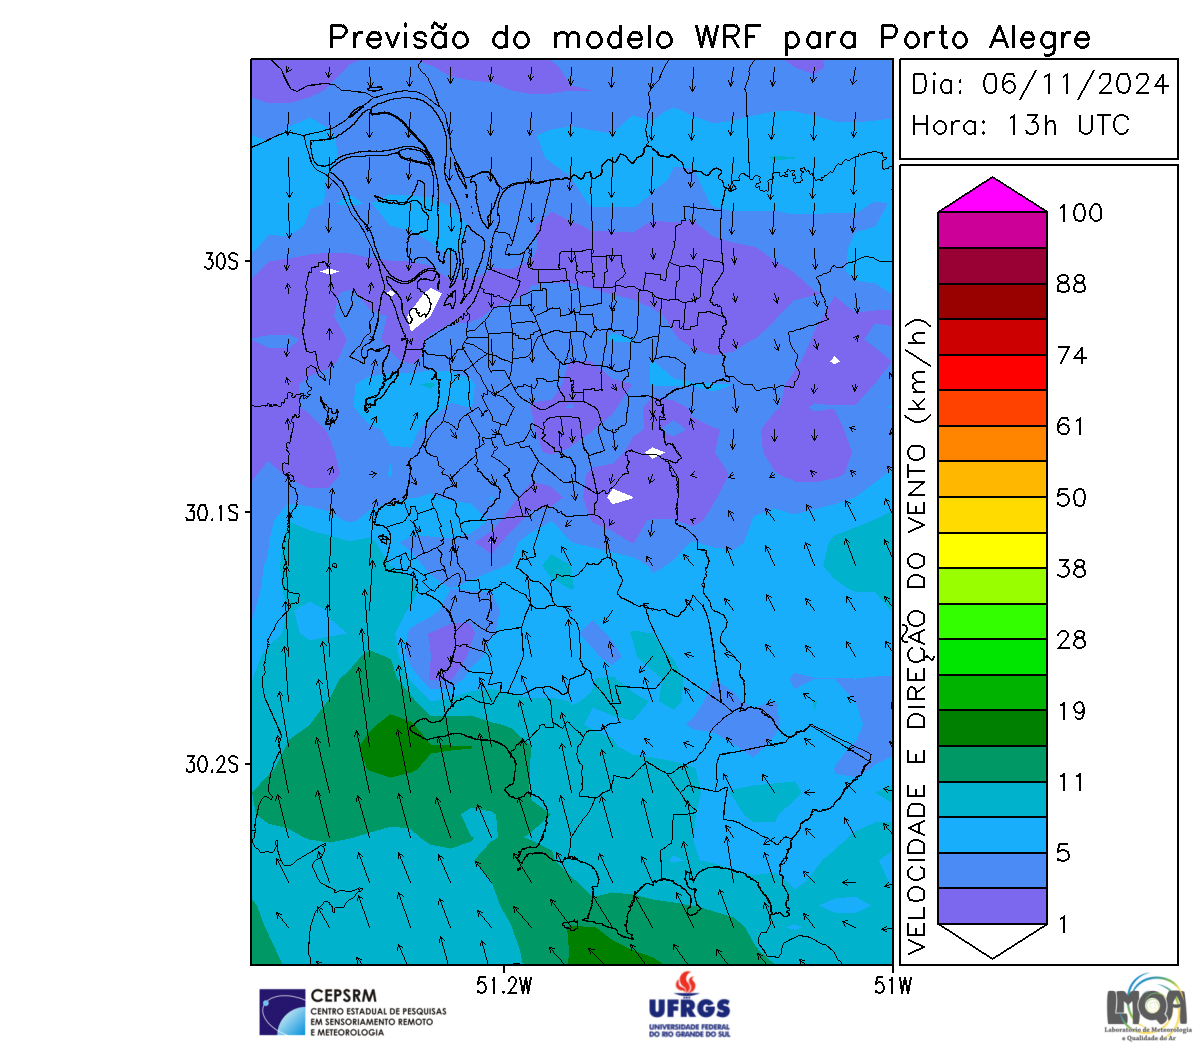 Previsão do modelo WRF para Porto Alegre
Dia: 06/11/2024
Hora: 13h UTC
100
88
74
61
50
38
28
19
11
5
1
VELOCIDADE E DIREÇÃO DO VENTO (km/h)
30S
30.1S
30.2S
51.2W
51W
CEPSRM
CENTRO ESTADUAL DE PESQUISAS
EM SENSORIAMENTO REMOTO
E METEOROLOGIA
UFRGS
UNIVERSIDADE FEDERAL
DO RIO GRANDE DO SUL
LMQA
Laboratório de Meteorologia
e Qualidade do Ar